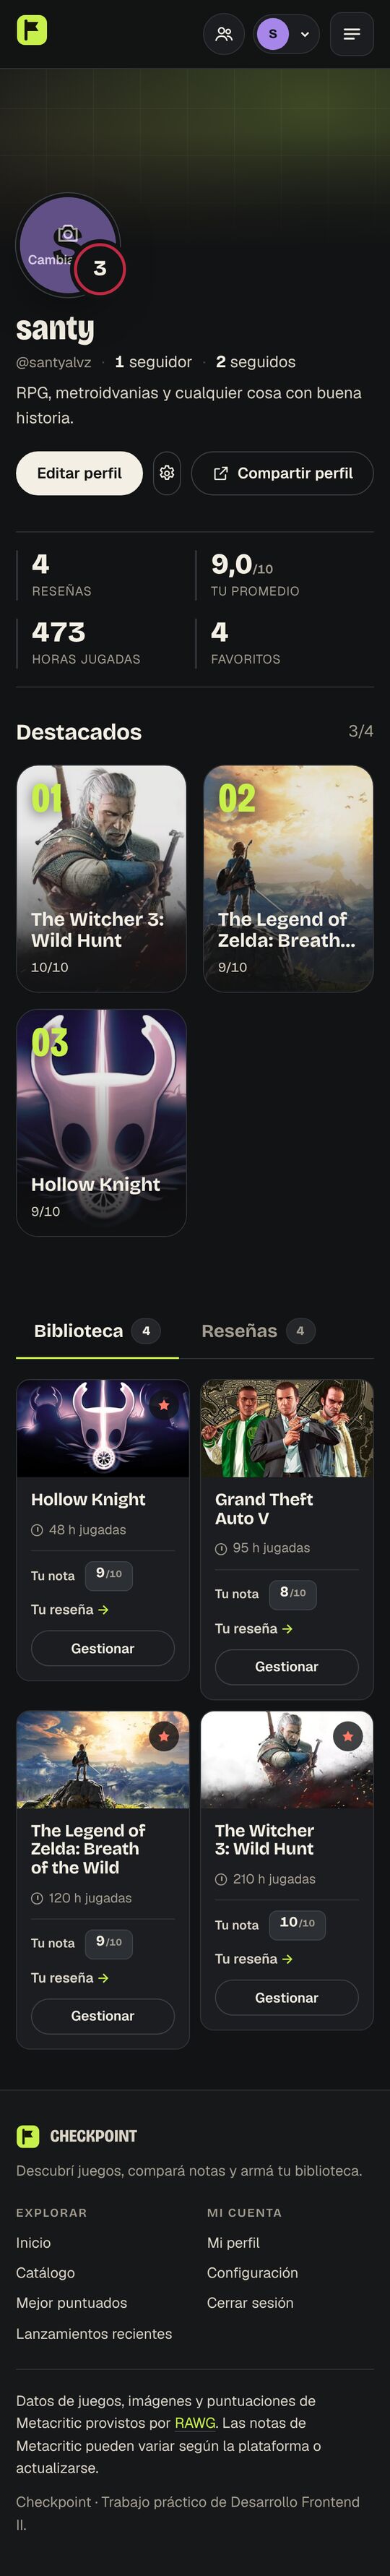 S
S
Cambia
3
santy
@santyalvz · 1 seguidor · 2 seguidos
RPG, metroidvanias y cualquier cosa con buena
historia.
Editar perfil
Compartir perfil
4
RESEÑAS
9,0/10
TU PROMEDIO
473
HORAS JUGADAS
4
FAVORITOS
Destacados
3/4
01
The Witcher 3:
Wild Hunt
10/10
02
The Legend of
Zelda: Breath...
9/10
03
Hollow Knight
9/10
Biblioteca 4
Reseñas 4
Hollow Knight
48 h jugadas
Tu nota 9/10
Tu reseña →
Gestionar
Grand Theft
Auto V
95 h jugadas
Tu nota 8/10
Tu reseña →
Gestionar
The Legend of
Zelda: Breath
of the Wild
120 h jugadas
Tu nota 9/10
Tu reseña →
Gestionar
The Witcher
3: Wild Hunt
210 h jugadas
Tu nota 10/10
Tu reseña →
Gestionar
CHECKPOINT
Descubrí juegos, compará notas y armá tu biblioteca.
EXPLORAR
Inicio
Catálogo
Mejor puntuados
Lanzamientos recientes
MI CUENTA
Mi perfil
Configuración
Cerrar sesión
Datos de juegos, imágenes y puntuaciones de
Metacritic provistos por RAWG. Las notas de
Metacritic pueden variar según la plataforma o
actualizarse.
Checkpoint · Trabajo práctico de Desarrollo Frontend
II.